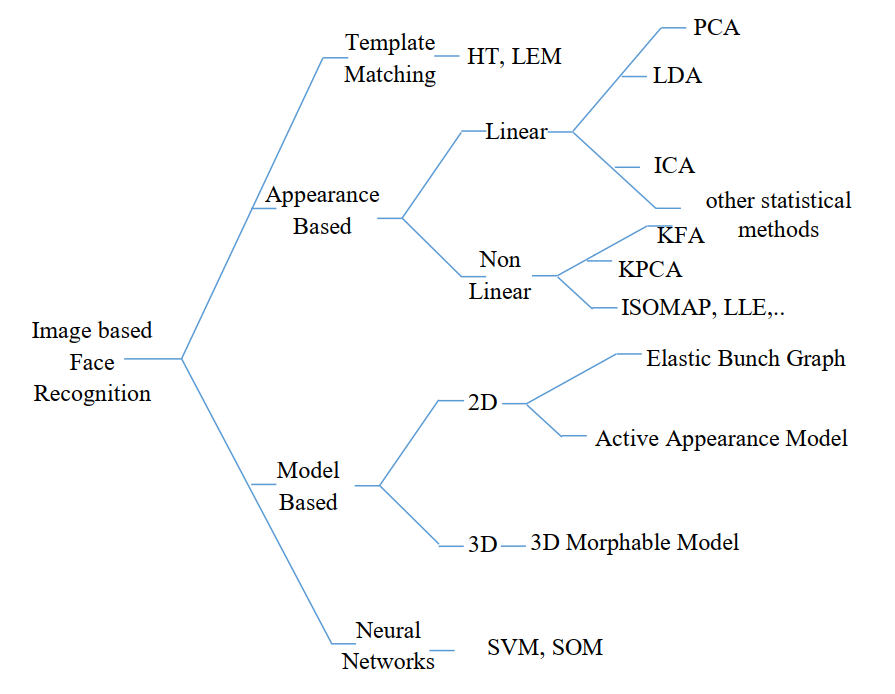 Image based
Face
Recognition
Template
Matching
HT, LEM
Appearance
Based
Linear
PCA
LDA
ICA
other statistical
methods
Non
Linear
KFA
KPCA
ISOMAP, LLE,..
Model
Based
2D
Elastic Bunch Graph
Active Appearance Model
3D
3D Morphable Model
Neural
Networks
SVM, SOM